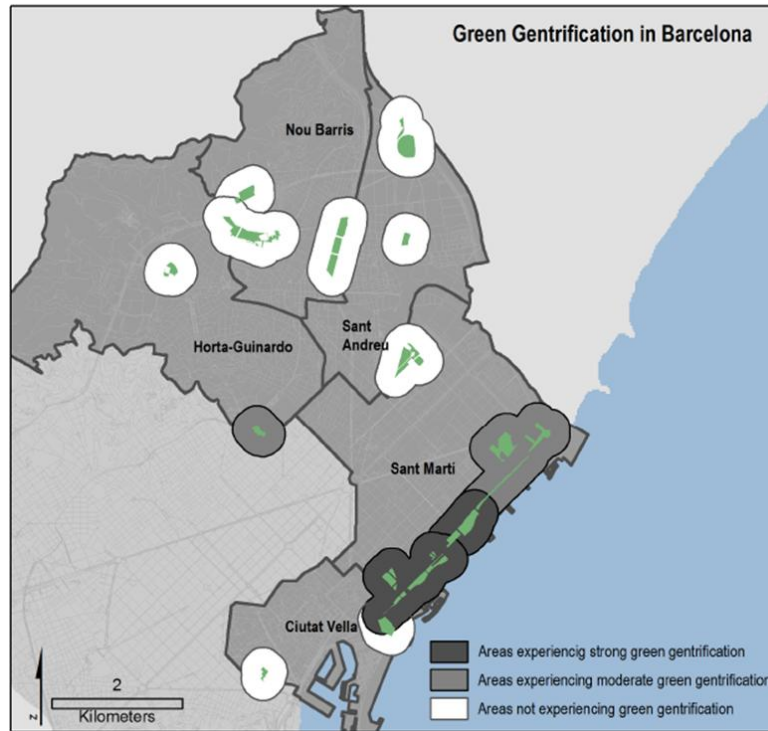 Green Gentrification in Barcelona
Nou Barris
Horta-Guinardo
Sant
Andreu
Sant Martí
Ciutat Vella
Areas experiencig strong green gentrification
Areas experiencing moderate green gentrification
Areas not experiencing green gentrification
2
Kilometers
z